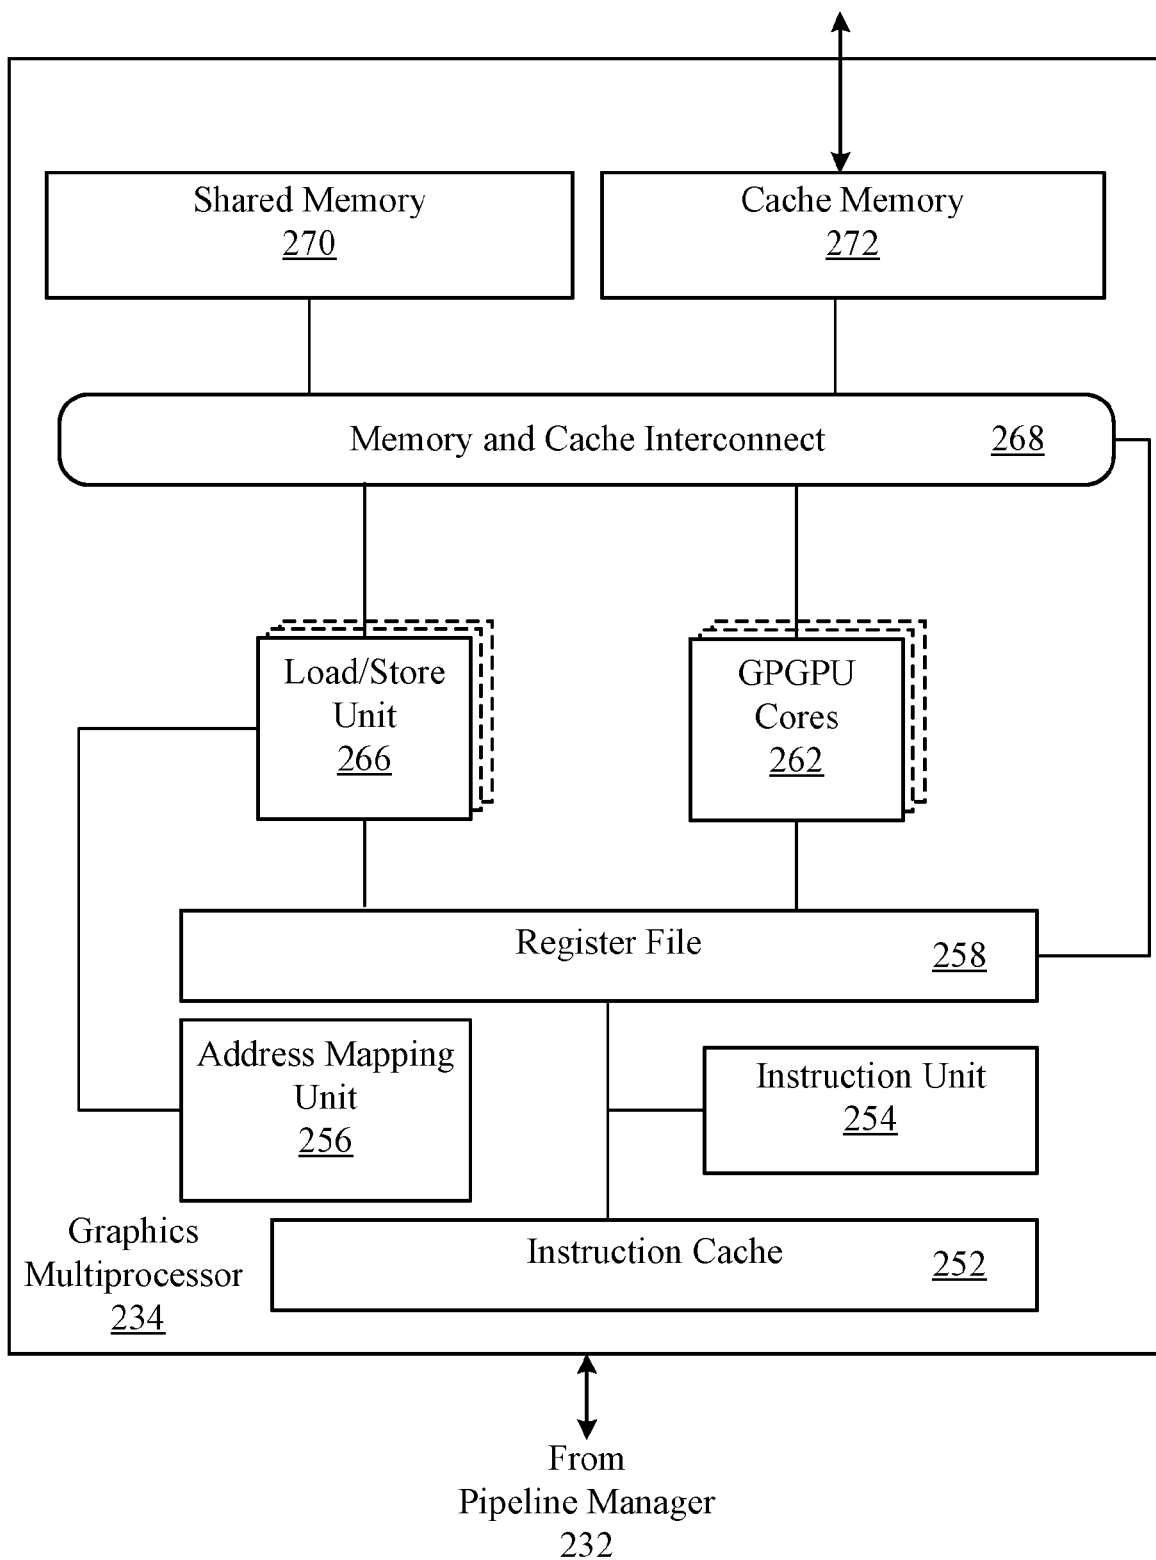 Shared Memory
270
Cache Memory
272
Memory and Cache Interconnect 268
Load/Store
Unit
266
GPGPU
Cores
262
Register File 258
Address Mapping
Unit
256
Instruction Unit
254
Graphics
Multiprocessor
234
Instruction Cache 252
From
Pipeline Manager
232